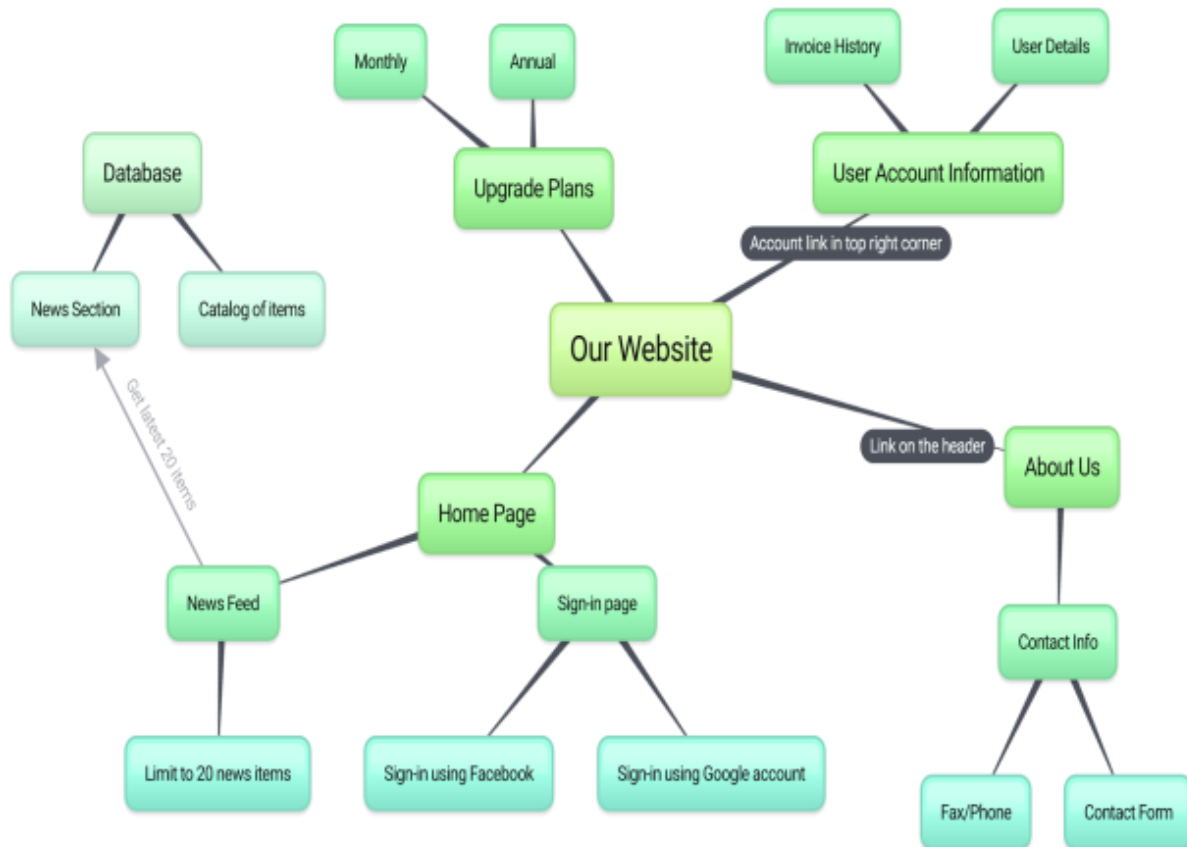 Monthly
Annual
Invoice History
User Details
Database
Upgrade Plans
User Account Information
Account link in top right corner
News Section
Catalog of items
Our Website
Get latest 20 items
Link on the header
About Us
Home Page
News Feed
Sign-in page
Contact Info
Limit to 20 news items
Sign-in using Facebook
Sign-in using Google account
Fax/Phone
Contact Form